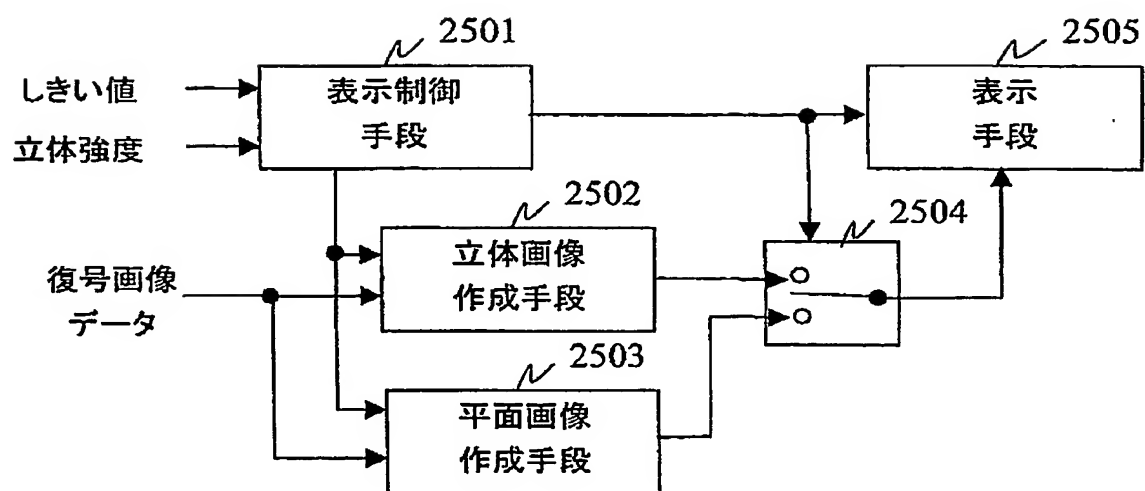 2501
2505
しきい値
立体強度
表示制御
手段
表示
手段
2502
2504
復号画像
データ
立体画像
作成手段
2503
平面画像
作成手段